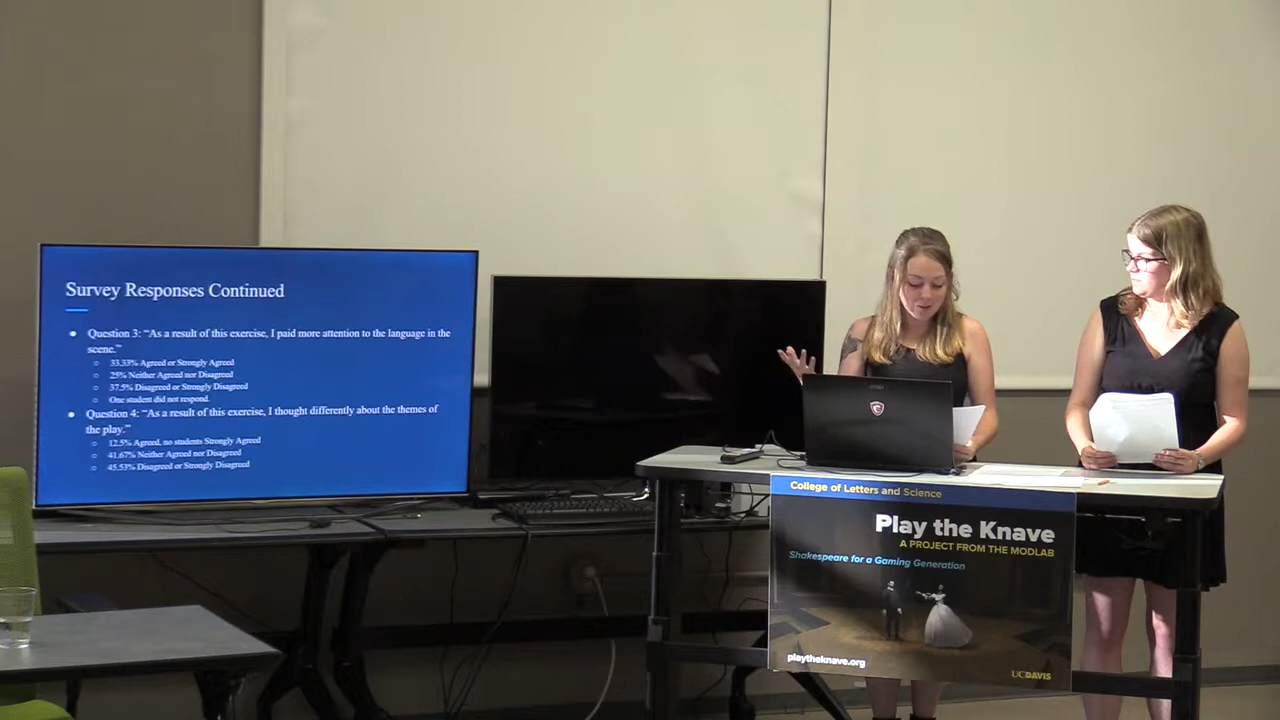 Survey Responses Continued
Question 3: “As a result of this exercise, I paid more attention to the language in the
scene.”
33.33% Agreed or Strongly Agreed
25% Neither Agreed nor Disagreed
37.5% Disagreed or Strongly Disagreed
One student did not respond.
Question 4: “As a result of this exercise, I thought differently about the themes of
the play.”
12.5% Agreed, no students Strongly Agreed
41.67% Neither Agreed nor Disagreed
45.53% Disagreed or Strongly Disagreed
College of Letters and Science
Play the Knave
A PROJECT FROM THE MODLAB
Shakespeare for a Gaming Generation
playtheknave.org
UCDAVIS